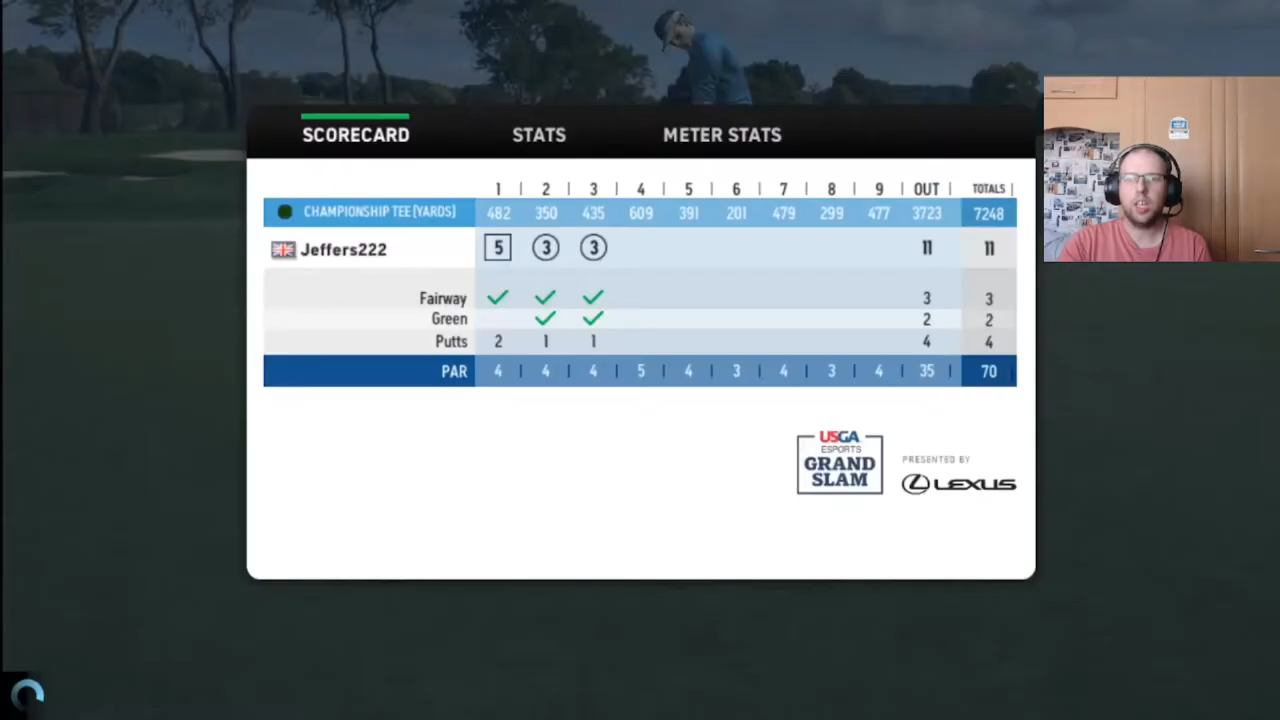 SCORECARD STATS METER STATS
1 | 2 | 3 | 4 | 5 | 6 | 7 | 8 | 9 | OUT | TOTALS |
CHAMPIONSHIP TEE (YARDS) 482 350 435 609 391 201 479 299 477 3723 7248
Jeffers222 5 3 3 11 11
Fairway 3 3
Green 2 2
Putts 2 1 1 4 4
PAR 4 | 4 | 4 | 5 | 4 | 3 | 4 | 3 | 4 | 35 | 70 |
USGA
ESPORTS
GRAND
SLAM
PRESENTED BY
LEXUS